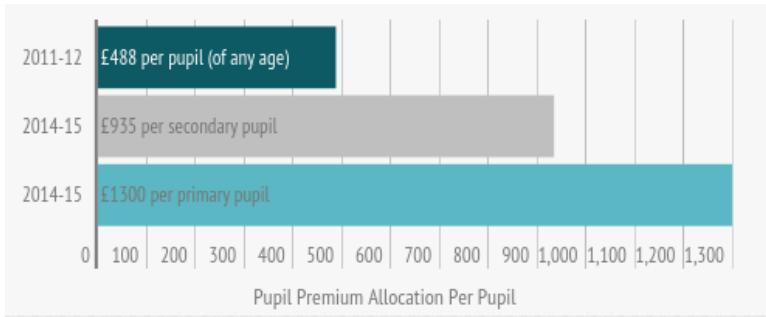 2011-12 £488 per pupil (of any age)
2014-15 £935 per secondary pupil
2014-15 £1300 per primary pupil
0 100 200 300 400 500 600 700 800 900 1,000 1,100 1,200 1,300
Pupil Premium Allocation Per Pupil